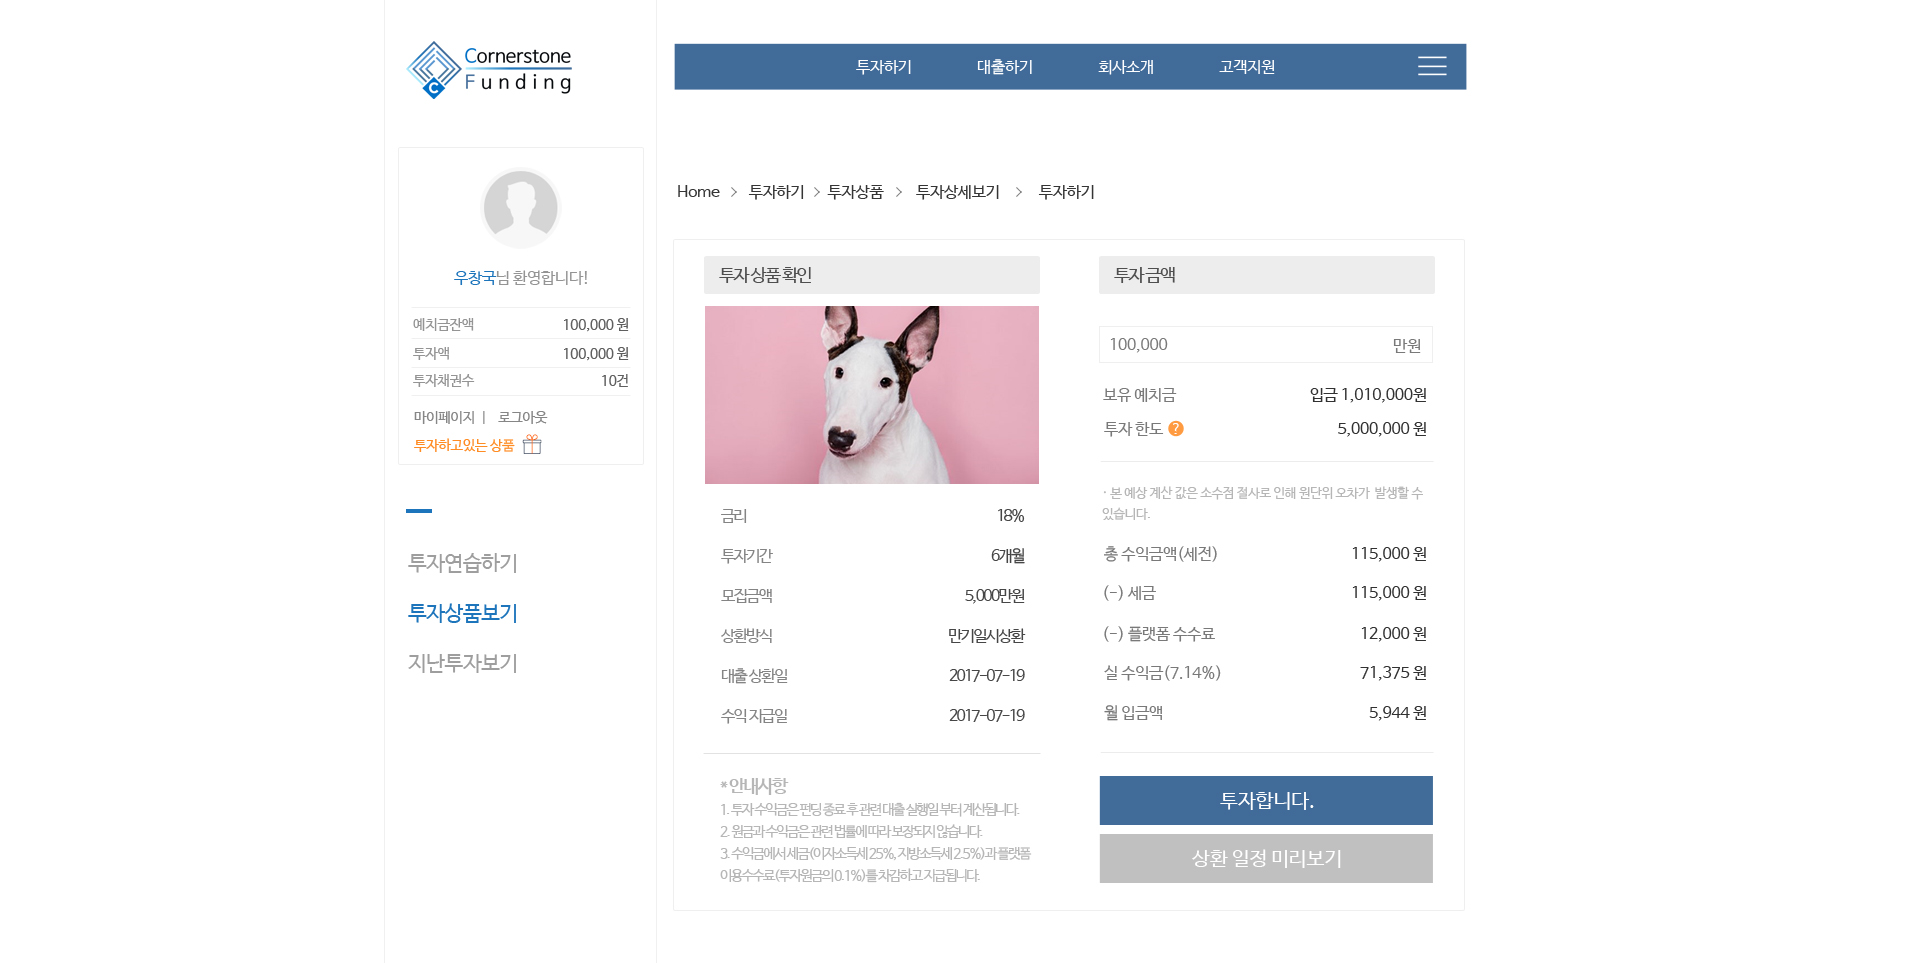 Cornerstone
Funding
C
투자하기 대출하기 회사소개 고객지원
Home > 투자하기 > 투자상품 > 투자상세보기 > 투자하기
우창국님 환영합니다!
예치금잔액 100,000 원
투자액 100,000 원
투자채권수 10건
마이페이지 | 로그아웃
투자하고있는 상품
투자연습하기
투자상품보기
지난투자보기
투자 상품 확인
금리 18%
투자기간 6개월
모집금액 5,000만원
상환방식 만기일시상환
대출 상환일 2017-07-19
수익 지급일 2017-07-19
* 안내사항
1. 투자 수익금은 펀딩 종료 후 관련 대출 실행일 부터 계산됩니다.
2. 원금과 수익금은 관련 법률에 따라 보장되지 않습니다.
3. 수익금에서 세금(이자소득세 25%, 지방소득세 2.5%)과 플랫폼
이용수수료(투자원금의 0.1%)를 차감하고 지급됩니다.
투자 금액
100,000 만원
보유 예치금 입금 1,010,000원
투자 한도 ? 5,000,000 원
· 본 예상 계산 값은 소수점 절사로 인해 원단위 오차가 발생할 수
있습니다.
총 수익금액(세전) 115,000 원
(-) 세금 115,000 원
(-) 플랫폼 수수료 12,000 원
실 수익금(7.14%) 71,375 원
월 입금액 5,944 원
투자합니다.
상환 일정 미리보기